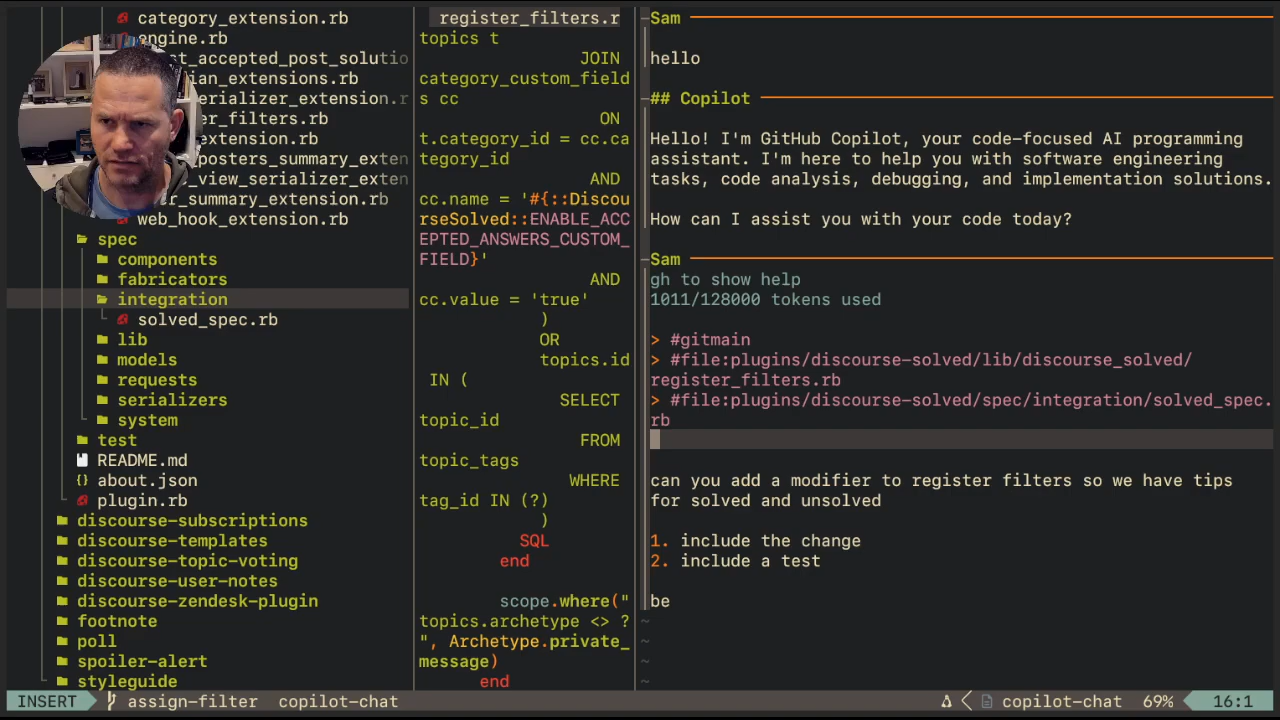 category_extension.rb
engine.rb
st_accepted_post_solutio
ian_extensions.rb
serializer_extension.r
er_filters.rb
extension.rb
posters_summary_exten
_view_serializer_exten
er_summary_extension.rb
web_hook_extension.rb
spec
components
fabricators
integration
solved_spec.rb
lib
models
requests
serializers
system
test
README.md
{} about.json
plugin.rb
discourse-subscriptions
discourse-templates
discourse-topic-voting
discourse-user-notes
discourse-zendesk-plugin
footnote
poll
spoiler-alert
styleguide
register_filters.r
topics t
JOIN
category_custom_field
s cc
ON
t.category_id = cc.ca
tegory_id
AND
cc.name = '#{::Discou
rseSolved::ENABLE_ACC
EPTED_ANSWERS_CUSTOM_
FIELD}'
AND
cc.value = 'true'
)
OR
topics.id
IN (
SELECT
topic_id
FROM
topic_tags
WHERE
tag_id IN (?)
)
SQL
end
scope.where("
topics.archetype <> ?
", Archetype.private_
message)
end
Sam
hello
## Copilot
Hello! I'm GitHub Copilot, your code-focused AI programming
assistant. I'm here to help you with software engineering
tasks, code analysis, debugging, and implementation solutions.
How can I assist you with your code today?
Sam
gh to show help
1011/128000 tokens used
> #gitmain
> #file:plugins/discourse-solved/lib/discourse_solved/
register_filters.rb
> #file:plugins/discourse-solved/spec/integration/solved_spec.
rb
can you add a modifier to register filters so we have tips
for solved and unsolved
1. include the change
2. include a test
be
~
~
~
~
INSERT assign-filter copilot-chat copilot-chat 69% 16:1